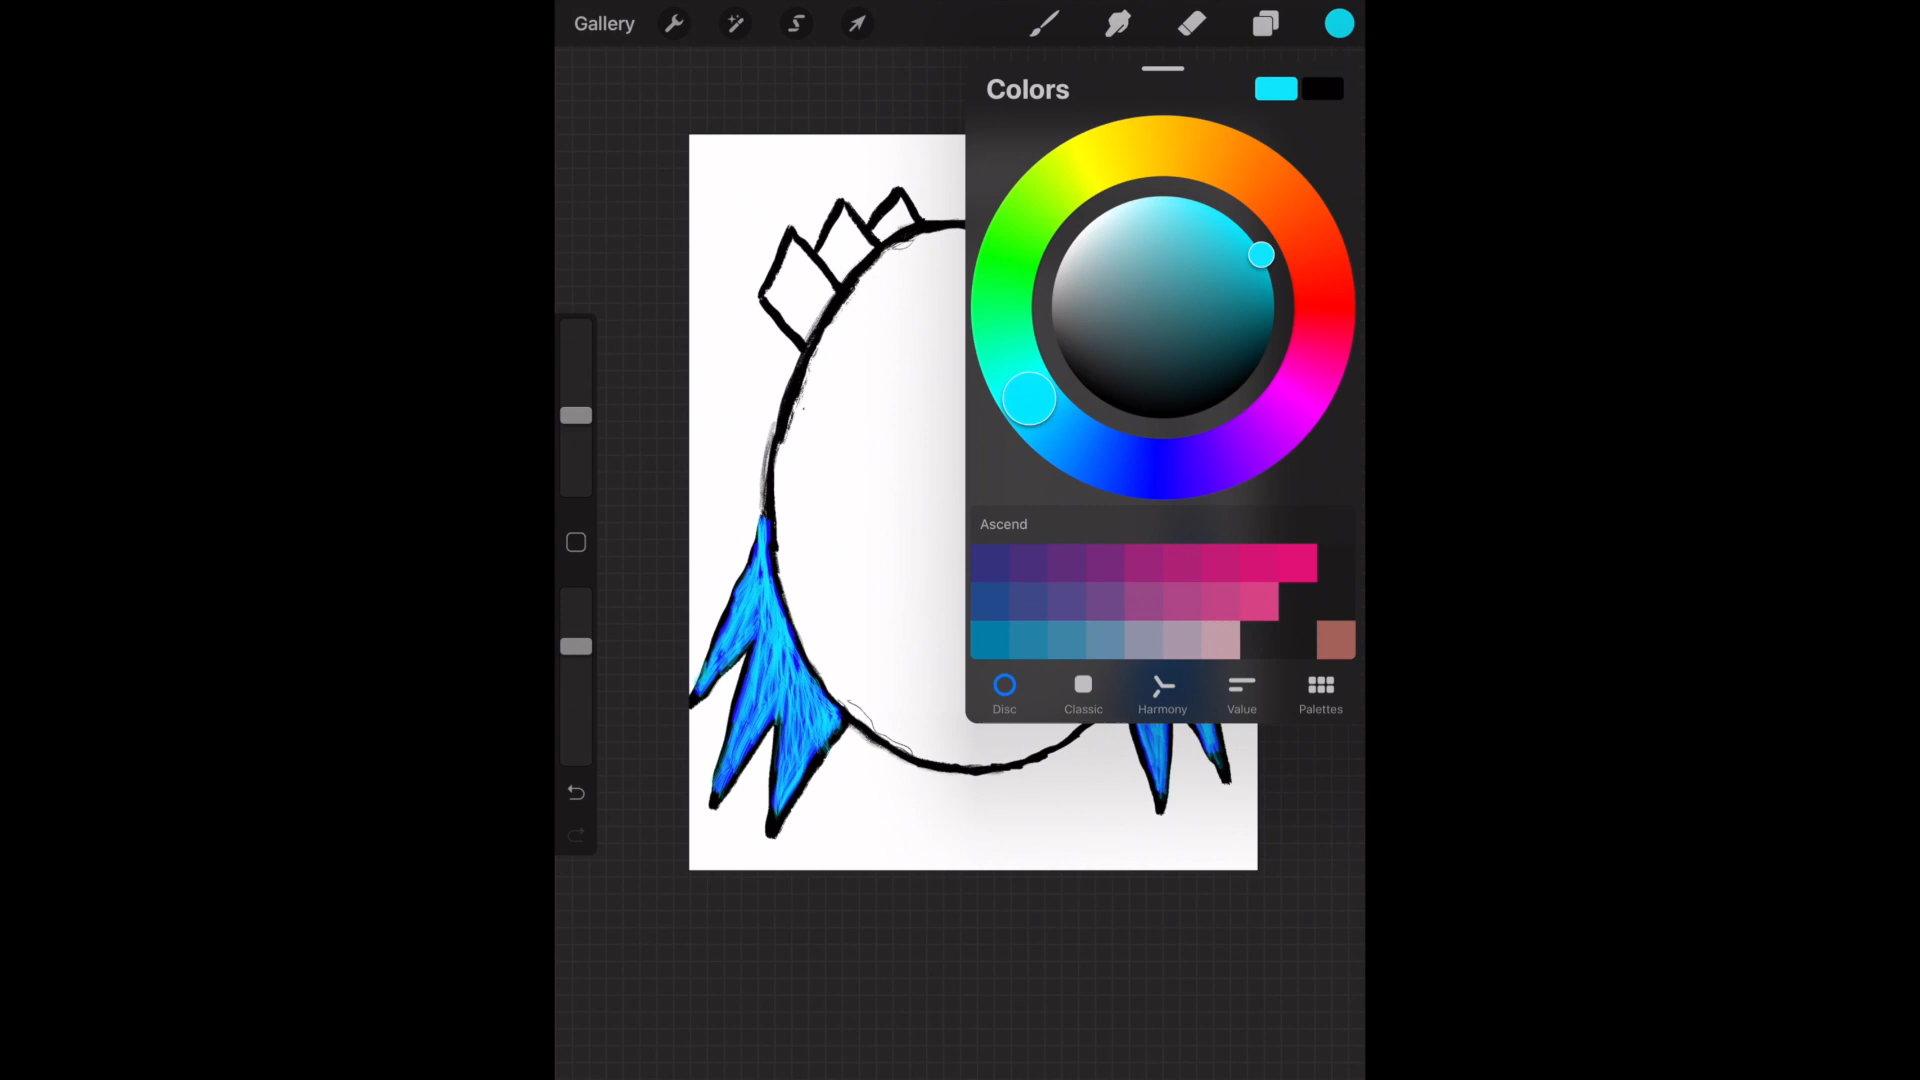 Gallery
Colors
Ascend
Disc
Classic
Harmony
Value
Palettes